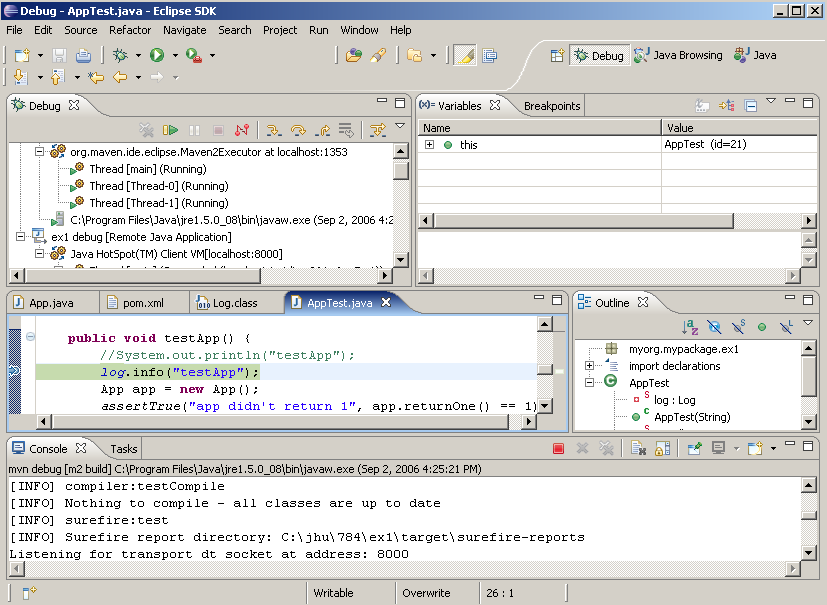 Debug - AppTest.java - Eclipse SDK
File Edit Source Refactor Navigate Search Project Run Window Help
Debug Java Browsing Java
Debug
org.maven.ide.eclipse.Maven2Executor at localhost:1353
Thread [main] (Running)
Thread [Thread-0] (Running)
Thread [Thread-1] (Running)
C:\Program Files\Java\jre1.5.0_08\bin\javaw.exe (Sep 2, 2006 4:2
ex1 debug [Remote Java Application]
Java HotSpot(TM) Client VM[localhost:8000]
(x)= Variables Breakpoints
Name Value
this AppTest (id=21)
App.java pom.xml Log.class AppTest.java
public void testApp() {
//System.out.println("testApp");
log.info("testApp");
App app = new App();
assertTrue("app didn't return 1", app.returnOne() == 1)
Outline
myorg.mypackage.ex1
import declarations
AppTest
log : Log
AppTest(String)
Console Tasks
mvn debug [m2 build] C:\Program Files\Java\jre1.5.0_08\bin\javaw.exe (Sep 2, 2006 4:25:21 PM)
[INFO] compiler:testCompile
[INFO] Nothing to compile - all classes are up to date
[INFO] surefire:test
[INFO] Surefire report directory: C:\jhu\784\ex1\target\surefire-reports
Listening for transport dt socket at address: 8000
Writable Overwrite 26 : 1